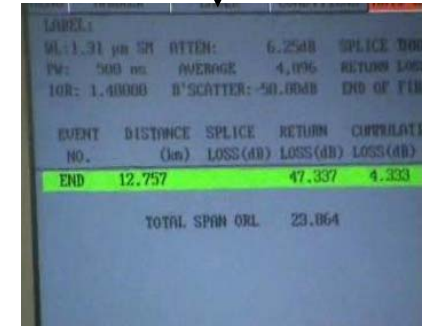 LABEL:
WL:1.31 µm SM ATTEN: 6.25dB SPLICE
PW: 500 ns AVERAGE 4,096 RETURN LOS
IOR: 1.48000 B'SCATTER:-50.00dB END OF FI
EVENT DISTANCE SPLICE RETURN CUMMULATI
NO. (km) LOSS(dB) LOSS(dB) LOSS(dB)
END 12.757 47.337 4.333
TOTAL SPAN ORL 23.864